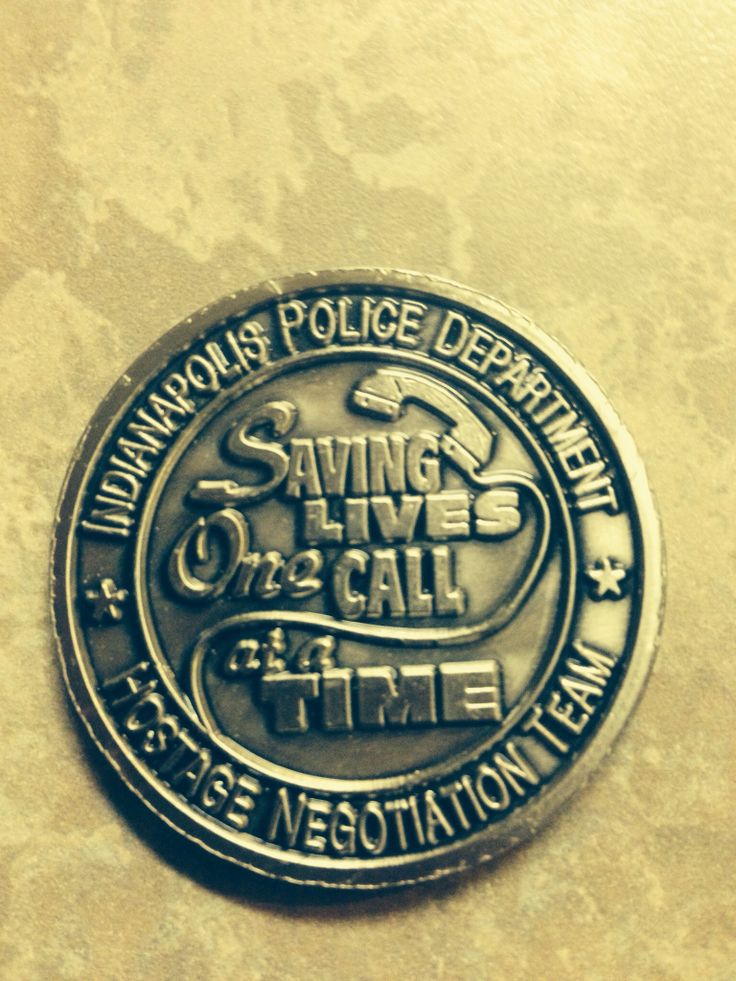 INDIANAPOLIS POLICE DEPARTMENT
SAVING
LIVES
One CALL
at a
TIME
HOSTAGE NEGOTIATION TEAM